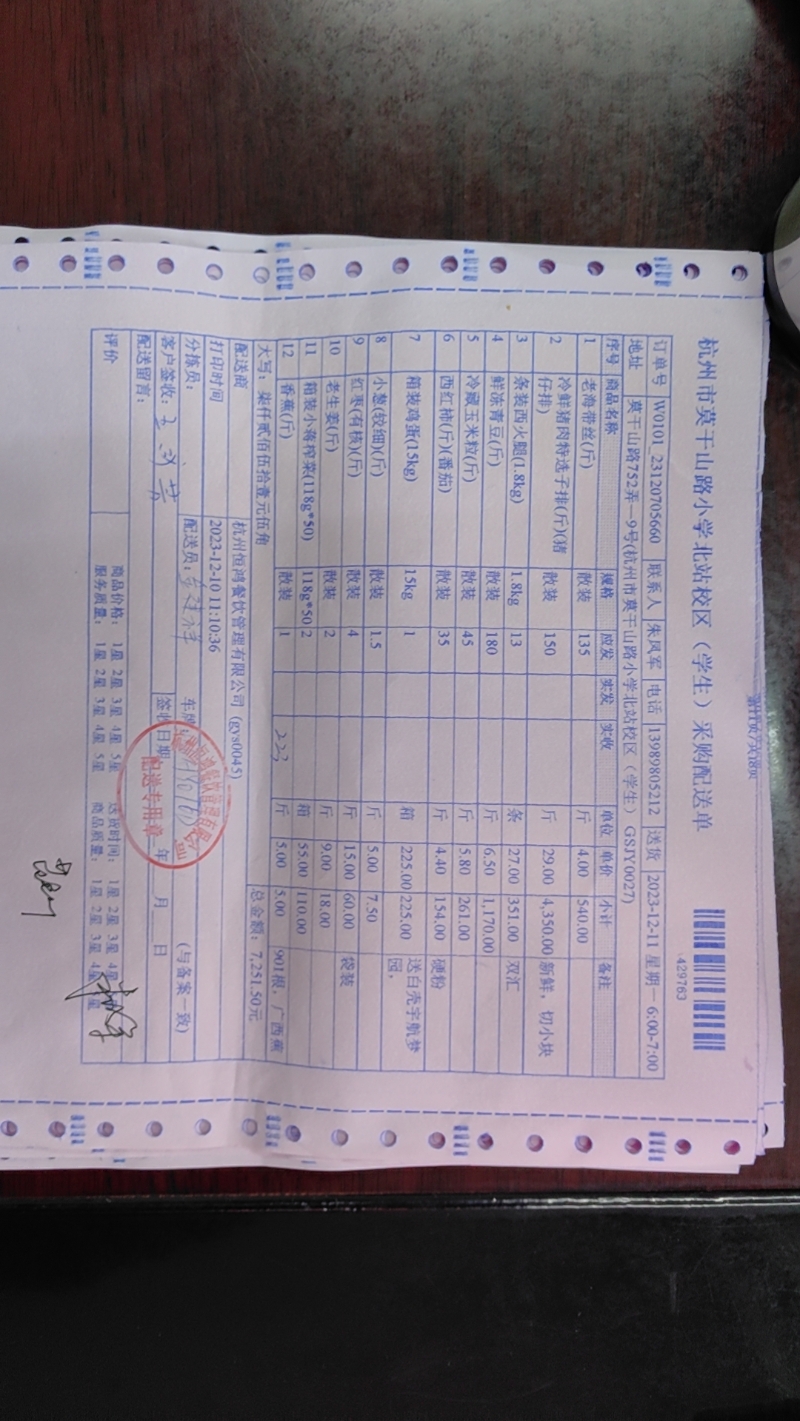 杭州市莫干山路小学北站校区（学生）采购配送单
429763
订单号 W0101_23120705660 联系人 朱凤军 电话 13989805212 送货 2023-12-11 星期一 6:00-7:00
地址 莫干山路752弄一9号(杭州市莫干山路小学北站校区（学生）GSJY0027)
序号 商品名称 规格 应发 实发 实收 单位 单价 小计 备注
1 老海带丝(斤) 散装 135 斤 4.00 540.00
2 冷鲜猪肉特选子排(斤)(猪仔排) 散装 150 斤 29.00 4,350.00 新鲜，切小块
3 条装西火腿(1.8kg) 1.8kg 13 条 27.00 351.00 双汇
4 鲜冻青豆(斤) 散装 180 斤 6.50 1,170.00
5 冷藏玉米粒(斤) 散装 45 斤 5.80 261.00
6 西红柿(斤)(番茄) 散装 35 斤 4.40 154.00 硬粉
7 箱装鸡蛋(15kg) 15kg 1 箱 225.00 225.00 送白壳宇航梦园，
8 小葱(较细)(斤) 散装 1.5 斤 5.00 7.50
9 红枣(有核)(斤) 散装 4 斤 15.00 60.00 袋装
10 老生姜(斤) 散装 2 斤 9.00 18.00
11 箱装小蒋榨菜(118g*50) 118g*50 2 箱 55.00 110.00
12 香蕉(斤) 散装 1 223 斤 5.00 5.00 901根，广西蕉
大写：柒仟贰佰伍拾壹元伍角 总金额：7,251.50元
配送商 杭州恒鸿餐饮管理有限公司 (gys0045)
打印时间 2023-12-10 11:10:36
分拣员： 配送员： 车牌 (与备案一致)
客户签收： 签收日期 年 月 日
配送专用章
配送留言：
评价 商品价格： 1星 2星 3星 4星 5星 送货时间： 1星 2星 3星 4星
服务质量： 1星 2星 3星 4星 5星 商品质量： 1星 2星 3星 4星